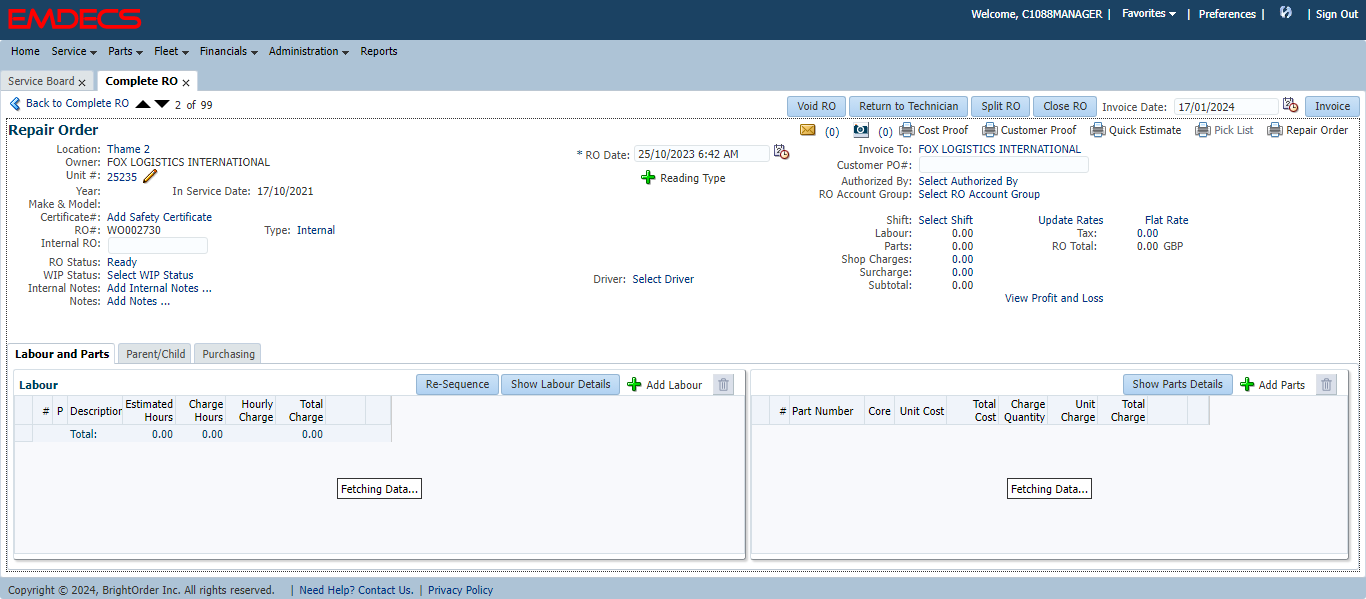 EMDECS
Welcome, C1088MANAGER | Favorites | Preferences | | Sign Out
Home Service Parts Fleet Financials Administration Reports
Service Board x Complete RO x
Back to Complete RO 2 of 99
Void RO Return to Technician Split RO Close RO Invoice Date: 17/01/2024 Invoice
Repair Order
(0) (0) Cost Proof Customer Proof Quick Estimate Pick List Repair Order
Location: Thame 2
Owner: FOX LOGISTICS INTERNATIONAL
Unit #: 25235
Year: In Service Date: 17/10/2021
Make & Model:
Certificate#: Add Safety Certificate
RO#: WO002730 Type: Internal
Internal RO:
RO Status: Ready
WIP Status: Select WIP Status
Internal Notes: Add Internal Notes ...
Notes: Add Notes ...
* RO Date: 25/10/2023 6:42 AM
Reading Type
Driver: Select Driver
Invoice To: FOX LOGISTICS INTERNATIONAL
Customer PO#:
Authorized By: Select Authorized By
RO Account Group: Select RO Account Group
Shift: Select Shift Update Rates Flat Rate
Labour: 0.00 Tax: 0.00
Parts: 0.00 RO Total: 0.00 GBP
Shop Charges: 0.00
Surcharge: 0.00
Subtotal: 0.00
View Profit and Loss
Labour and Parts Parent/Child Purchasing
Labour Re-Sequence Show Labour Details Add Labour
# P Description Estimated Hours Charge Hours Hourly Charge Total Charge
Total: 0.00 0.00 0.00
Fetching Data...
Show Parts Details Add Parts
# Part Number Core Unit Cost Total Cost Charge Quantity Unit Charge Total Charge
Fetching Data...
Copyright © 2024, BrightOrder Inc. All rights reserved. | Need Help? Contact Us. | Privacy Policy